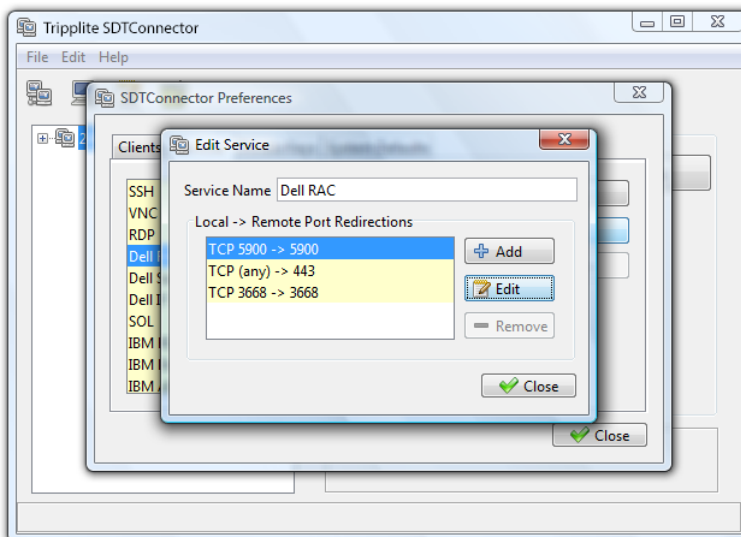 Tripplite SDTConnector
File Edit Help
SDTConnector Preferences
Clients
Edit Service
Service Name Dell RAC
Local -> Remote Port Redirections
TCP 5900 -> 5900
TCP (any) -> 443
TCP 3668 -> 3668
Add
Edit
Remove
Close
SSH
VNC
RDP
Dell
Dell
Dell
SOL
IBM
IBM
IBM
Close